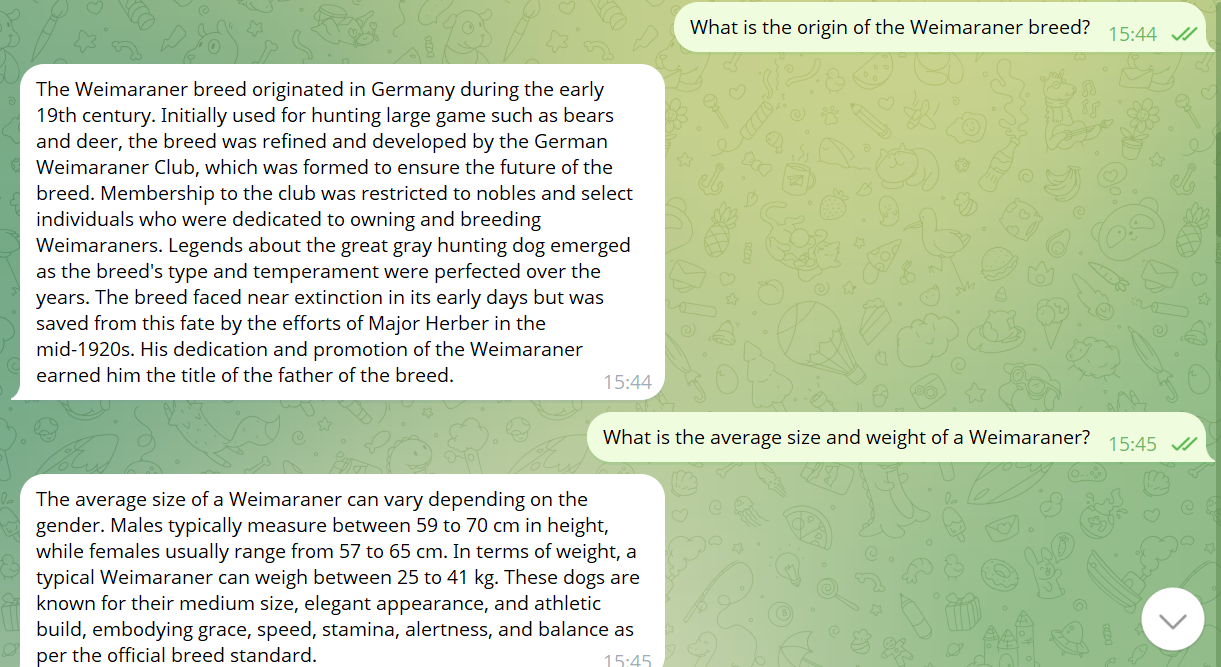 What is the origin of the Weimaraner breed? 15:44
The Weimaraner breed originated in Germany during the early
19th century. Initially used for hunting large game such as bears
and deer, the breed was refined and developed by the German
Weimaraner Club, which was formed to ensure the future of the
breed. Membership to the club was restricted to nobles and select
individuals who were dedicated to owning and breeding
Weimaraners. Legends about the great gray hunting dog emerged
as the breed's type and temperament were perfected over the
years. The breed faced near extinction in its early days but was
saved from this fate by the efforts of Major Herber in the
mid-1920s. His dedication and promotion of the Weimaraner
earned him the title of the father of the breed. 15:44
What is the average size and weight of a Weimaraner? 15:45
The average size of a Weimaraner can vary depending on the
gender. Males typically measure between 59 to 70 cm in height,
while females usually range from 57 to 65 cm. In terms of weight, a
typical Weimaraner can weigh between 25 to 41 kg. These dogs are
known for their medium size, elegant appearance, and athletic
build, embodying grace, speed, stamina, alertness, and balance as
per the official breed standard. 15:45